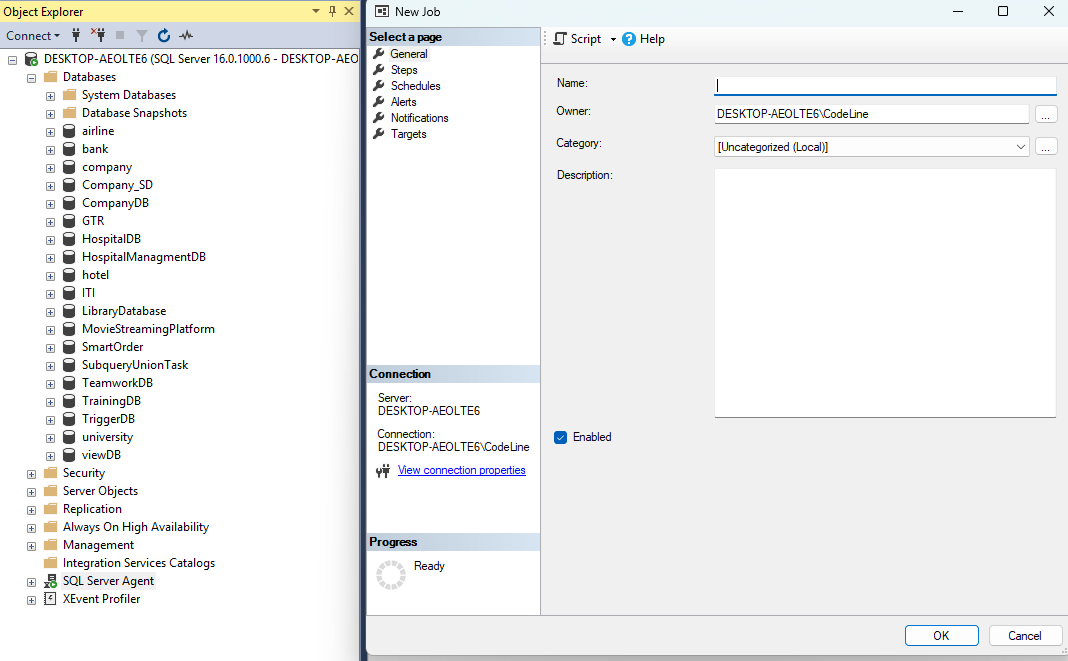 Object Explorer
Connect
DESKTOP-AEOLTE6 (SQL Server 16.0.1000.6 - DESKTOP-AEO
Databases
System Databases
Database Snapshots
airline
bank
company
Company_SD
CompanyDB
GTR
HospitalDB
HospitalManagmentDB
hotel
ITI
LibraryDatabase
MovieStreamingPlatform
SmartOrder
SubqueryUnionTask
TeamworkDB
TrainingDB
TriggerDB
university
viewDB
Security
Server Objects
Replication
Always On High Availability
Management
Integration Services Catalogs
SQL Server Agent
XEvent Profiler
New Job
Select a page
General
Steps
Schedules
Alerts
Notifications
Targets
Connection
Server:
DESKTOP-AEOLTE6
Connection:
DESKTOP-AEOLTE6\CodeLine
View connection properties
Progress
Ready
Script
Help
Name:
Owner:
DESKTOP-AEOLTE6\CodeLine
...
Category:
[Uncategorized (Local)]
...
Description:
Enabled
OK
Cancel